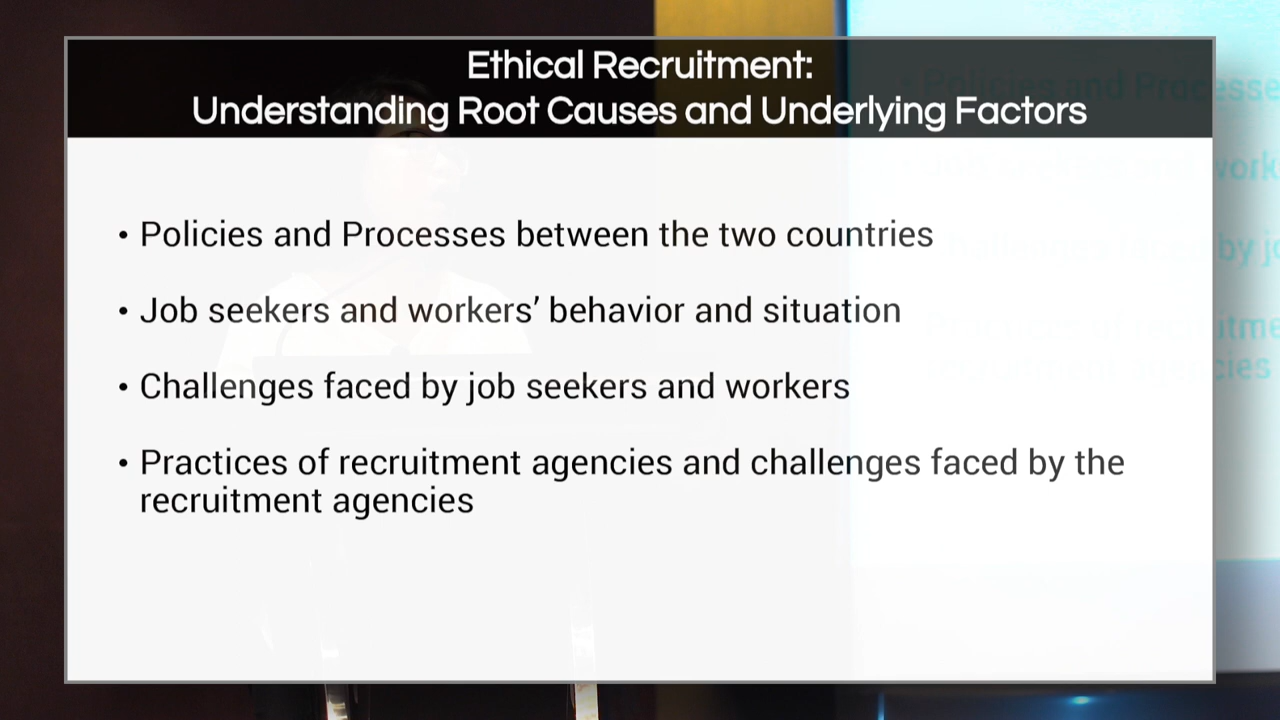 Ethical Recruitment:
Understanding Root Causes and Underlying Factors
• Policies and Processes between the two countries
• Job seekers and workers’ behavior and situation
• Challenges faced by job seekers and workers
• Practices of recruitment agencies and challenges faced by the
recruitment agencies